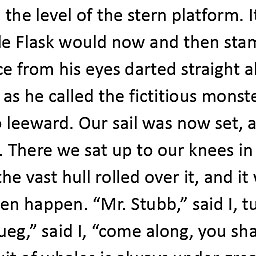 the level of the stern platform. It
le Flask would now and then stam
ce from his eyes darted straight a
as he called the fictitious monste
leeward. Our sail was now set, a
. There we sat up to our knees in
the vast hull rolled over it, and it
en happen. “Mr. Stubb,” said I, tu
ueg,” said I, “come along, you sha